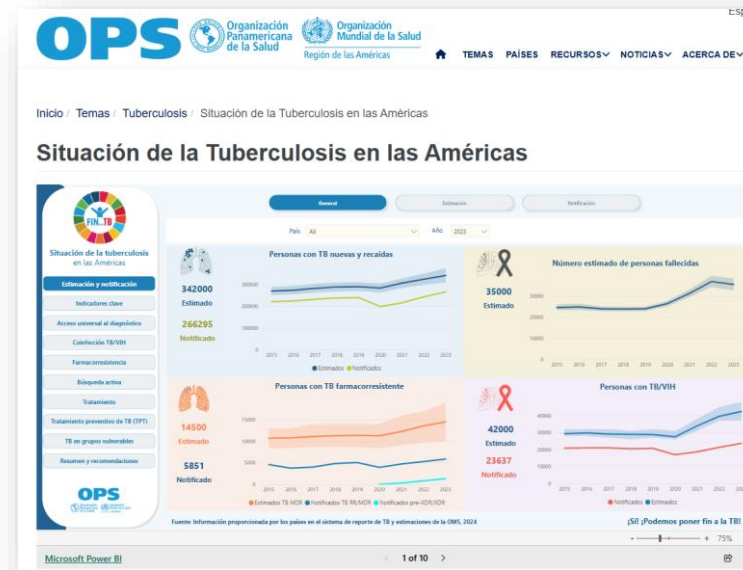 Esp
OPS
Organización
Panamericana
de la Salud
Organización
Mundial de la Salud
Región de las Américas
TEMAS PAÍSES RECURSOS NOTICIAS ACERCA DE
Inicio / Temas / Tuberculosis / Situación de la Tuberculosis en las Américas
Situación de la Tuberculosis en las Américas
FIN TB
Situación de la tuberculosis
en las Américas
Estimación y notificación
Indicadores clave
Acceso universal al diagnóstico
Coinfección TB/VIH
Farmacorresistencia
Búsqueda activa
Tratamiento
Tratamiento preventivo de TB (TPT)
TB en grupos vulnerables
Resumen y recomendaciones
OPS
General Estimación Notificación
País All Año 2023
Personas con TB nuevas y recaídas
342000
Estimado
266295
Notificado
300000
200000
100000
0
2015 2016 2017 2018 2019 2020 2021 2022 2023
Estimados Notificados
Número estimado de personas fallecidas
35000
Estimado
30000
20000
10000
0
2015 2016 2017 2018 2019 2020 2021 2022 2023
Personas con TB farmacorresistente
14500
Estimado
5851
Notificado
15000
10000
5000
0
2015 2016 2017 2018 2019 2020 2021 2022 2023
Estimados TB MDR Notificados TB RR/MDR Notificados pre-XDR/XDR
Personas con TB/VIH
42000
Estimado
23637
Notificado
40000
30000
20000
10000
0
2015 2016 2017 2018 2019 2020 2021 2022 2023
Notificados Estimados
Fuente: Información proporcionada por los países en el sistema de reporte de TB y estimaciones de la OMS, 2024
¡Sí! ¡Podemos poner fin a la TB!
- + 75%
Microsoft Power BI
< 1 of 10 >